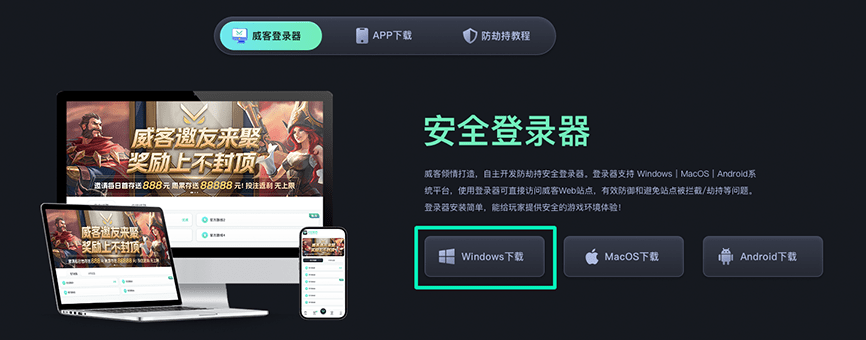 威客登录器
APP下载
防劫持教程
威客邀友来聚
奖励上不封顶
邀请每日首存送888元 周累存送88888元! 投注返利 无上限
威客邀友来聚
奖励上不封顶
安全登录器
威客倾情打造，自主开发防劫持安全登录器。登录器支持 Windows｜MacOS｜Android系
统平台，使用登录器可直接访问威客Web站点，有效防御和避免站点被拦截/劫持等问题。
登录器安装简单，能给玩家提供安全的游戏环境体验！
Windows下载
MacOS下载
Android下载